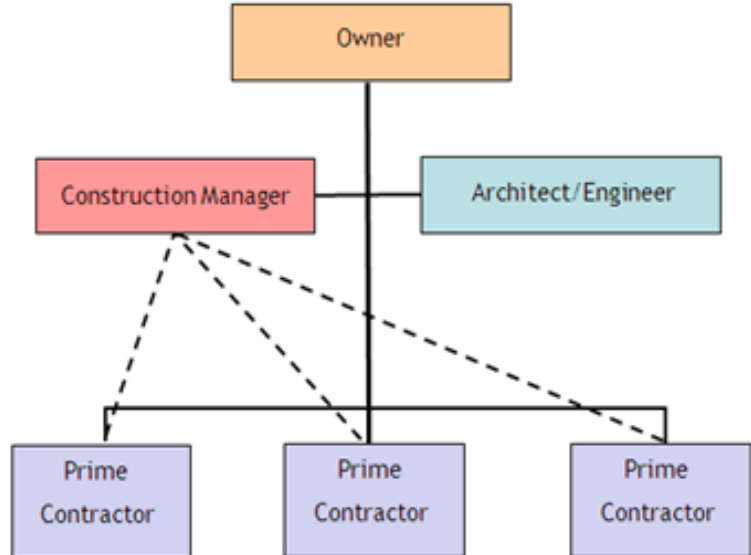 Owner
Construction Manager
Architect/Engineer
Prime
Contractor
Prime
Contractor
Prime
Contractor